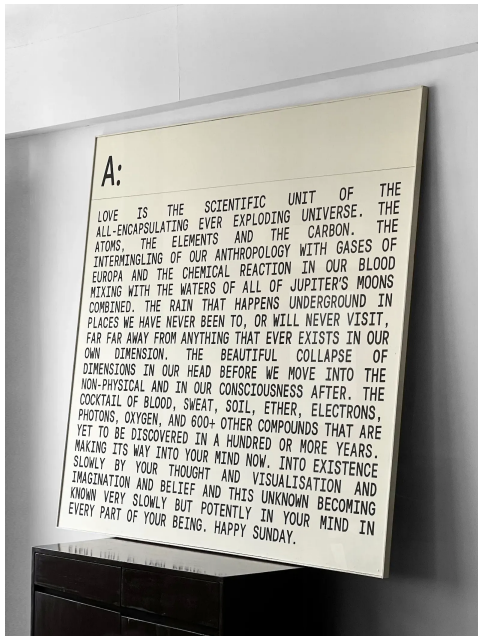 A:
LOVE IS THE SCIENTIFIC UNIT OF THE
ALL-ENCAPSULATING EVER EXPLODING UNIVERSE. THE
ATOMS, THE ELEMENTS AND THE CARBON. THE
INTERMINGLING OF OUR ANTHROPOLOGY WITH GASES OF
EUROPA AND THE CHEMICAL REACTION IN OUR BLOOD
MIXING WITH THE WATERS OF ALL OF JUPITER'S MOONS
COMBINED. THE RAIN THAT HAPPENS UNDERGROUND IN
PLACES WE HAVE NEVER BEEN TO, OR WILL NEVER VISIT,
FAR FAR AWAY FROM ANYTHING THAT EVER EXISTS IN OUR
OWN DIMENSION. THE BEAUTIFUL COLLAPSE OF
DIMENSIONS IN OUR HEAD BEFORE WE MOVE INTO THE
NON-PHYSICAL AND IN OUR CONSCIOUSNESS AFTER. THE
COCKTAIL OF BLOOD, SWEAT, SOIL, ETHER, ELECTRONS,
PHOTONS, OXYGEN, AND 600+ OTHER COMPOUNDS THAT ARE
YET TO BE DISCOVERED IN A HUNDRED OR MORE YEARS.
MAKING ITS WAY INTO YOUR MIND NOW. INTO EXISTENCE
SLOWLY BY YOUR THOUGHT AND VISUALISATION AND
IMAGINATION AND BELIEF AND THIS UNKNOWN BECOMING
KNOWN VERY SLOWLY BUT POTENTLY IN YOUR MIND IN
EVERY PART OF YOUR BEING. HAPPY SUNDAY.